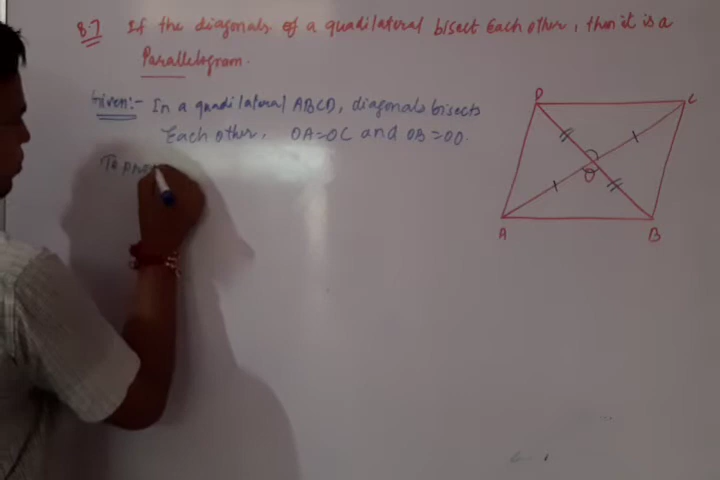 8.7 If the diagonals of a quadilateral bisect Each other, then it is a
Parallelogram.
Given:- In a quadilateral ABCD, diagonals bisects
Each other, OA=OC and OB=OD.
To prov
D
C
O
A
B